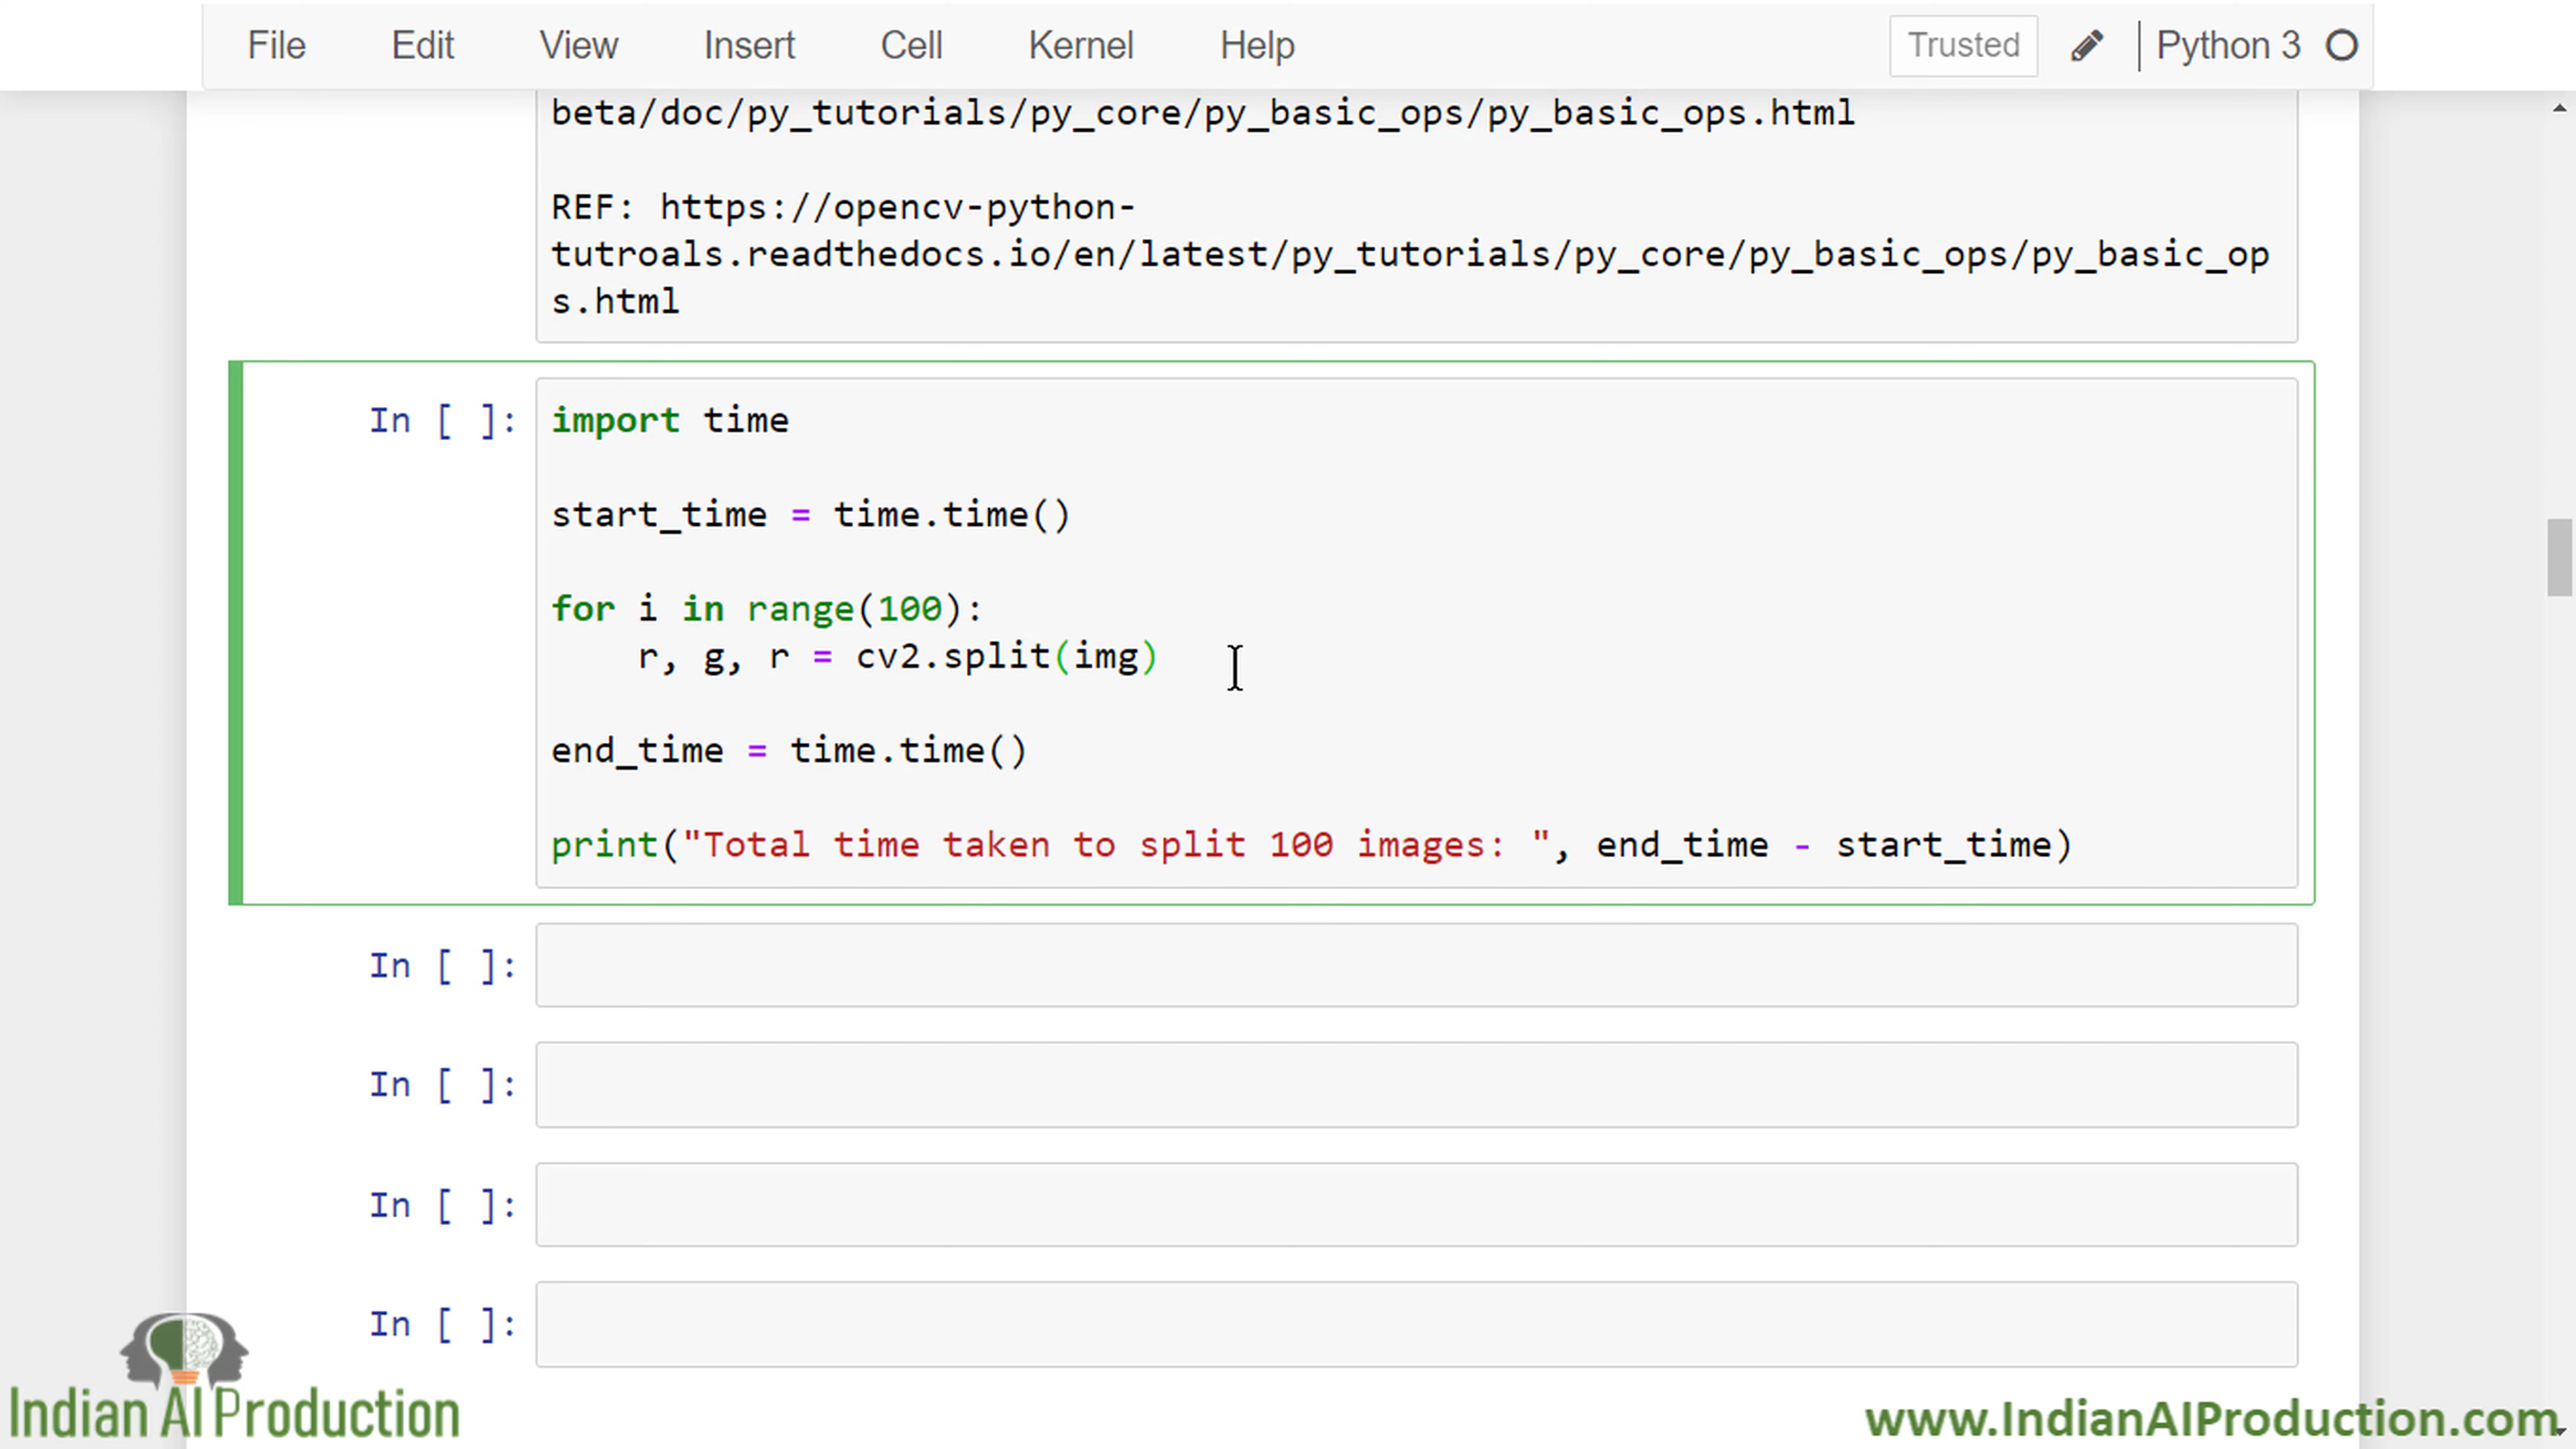 File Edit View Insert Cell Kernel Help Trusted Python 3
beta/doc/py_tutorials/py_core/py_basic_ops/py_basic_ops.html
REF: https://opencv-python-
tutroals.readthedocs.io/en/latest/py_tutorials/py_core/py_basic_ops/py_basic_op
s.html
In [ ]: import time
start_time = time.time()
for i in range(100):
    r, g, r = cv2.split(img)
end_time = time.time()
print("Total time taken to split 100 images: ", end_time - start_time)
In [ ]:
In [ ]:
In [ ]:
In [ ]:
Indian AI Production
www.IndianAIProduction.com